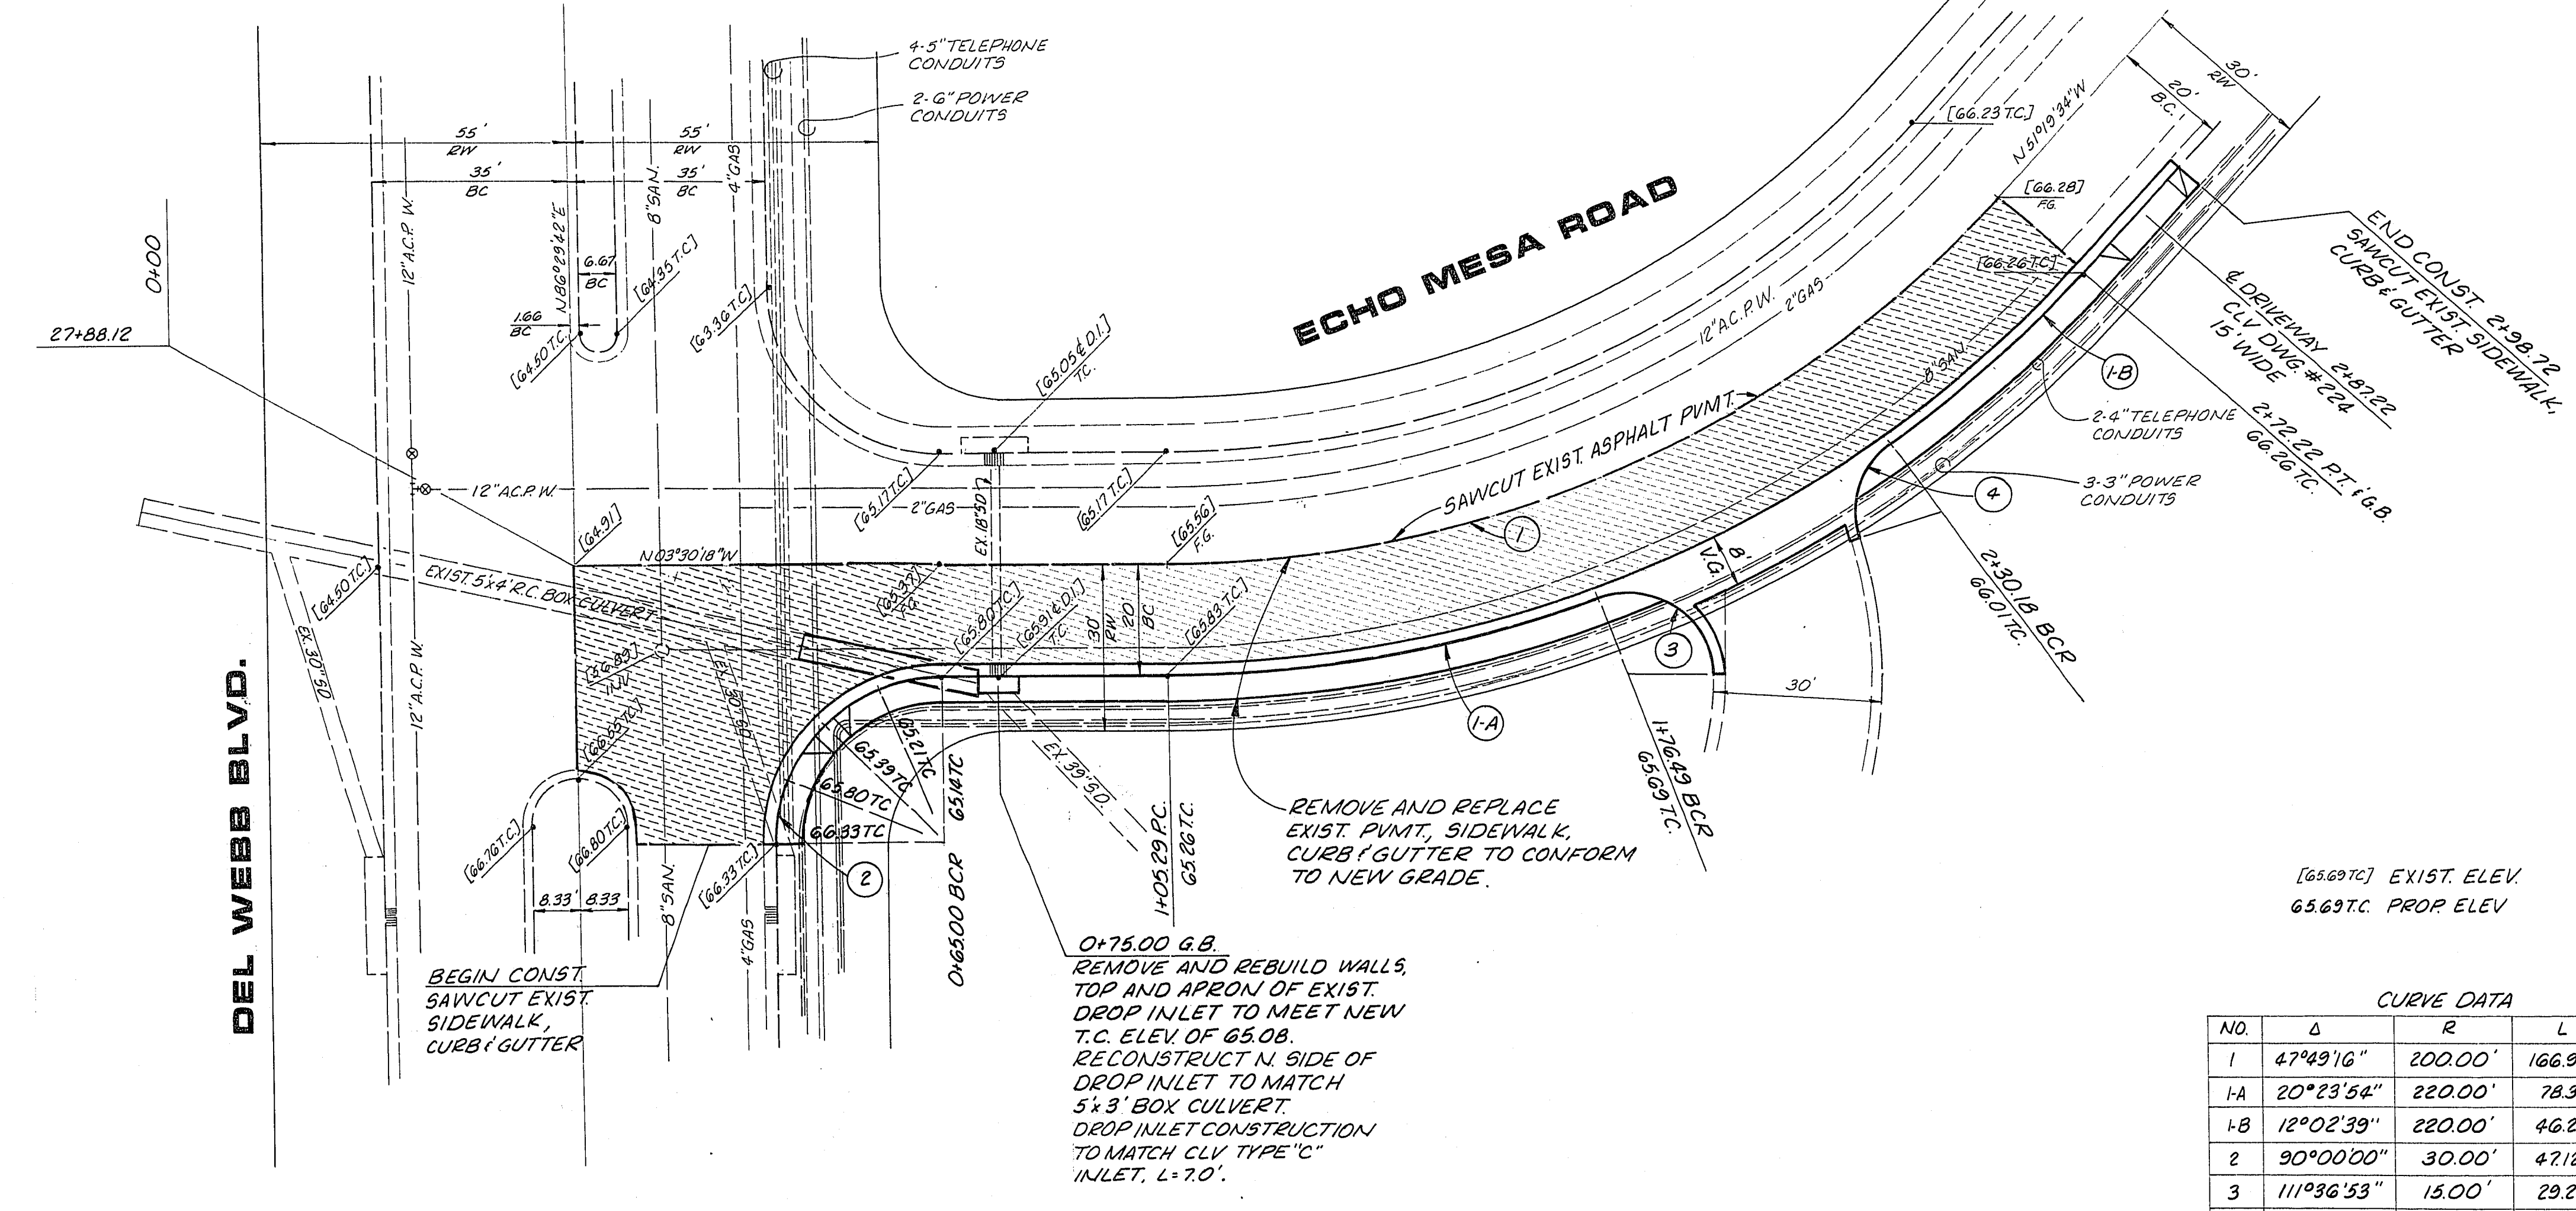 4-5" TELEPHONE
CONDUITS
2-6" POWER
CONDUITS
55'
RW
55'
RW
35'
BC
35'
BC
4" GAS
8" SAN.
12" A.C.P. W.
N86°29'42"E
6.67
BC
1.66
BC
[64.35 T.C.]
[64.50 T.C.]
[63.36 T.C.]
0+00
27+88.12
ECHO MESA ROAD
[66.23 T.C.]
N51°19'34"W
30'
RW
20'
B.C.
[66.28]
F.G.
[66.26 T.C.]
END CONST. 2+98.72
SAWCUT EXIST. SIDEWALK,
CURB & GUTTER
℄ DRIVEWAY 2+87.22
CLV DWG. #224
15' WIDE
2+72.22 P.T. & G.B.
66.26 T.C.
12" A.C.P. W.
2" GAS
8" SAN.
1-B
2-4" TELEPHONE
CONDUITS
3-3" POWER
CONDUITS
4
[65.05 ℄ D.I.]
T.C.
SAWCUT EXIST. ASPHALT PVMT.
1
12" A.C.P. W.
2" GAS
[65.17 T.C.]
EX. 18" SD
[65.17 T.C.]
[65.56]
F.G.
[64.91]
N03°30'18"W
EXIST. 5'x4' R.C. BOX CULVERT
[64.50 T.C.]
EX. 30" SD
12" A.C.P. W.
[65.37]
F.G.
[65.80 T.C.]
[65.91 ℄ D.I.]
T.C.
30'
RW
20
BC
[65.83 T.C.]
8'
V.G.
2+30.18 BCR
66.01 T.C.
3
30'
1-A
1+76.49 BCR
65.69 T.C.
[56.89]
INV
EX. 30" SD
[66.55 T.C.]
65.21 TC
65.39 TC
65.80 TC
66.33 TC
65.14 TC
0+65.00 BCR
EX. 39" S.D.
1+05.29 P.C.
65.26 T.C.
REMOVE AND REPLACE
EXIST. PVMT., SIDEWALK,
CURB & GUTTER TO CONFORM
TO NEW GRADE.
[66.76 T.C.]
[66.80 T.C.]
[66.33 T.C.]
2
8.33'
8.33
8" SAN.
4" GAS
DEL WEBB BLVD.
BEGIN CONST.
SAWCUT EXIST.
SIDEWALK,
CURB & GUTTER
0+75.00 G.B.
REMOVE AND REBUILD WALLS,
TOP AND APRON OF EXIST.
DROP INLET TO MEET NEW
T.C. ELEV. OF 65.08.
RECONSTRUCT N. SIDE OF
DROP INLET TO MATCH
5'x3' BOX CULVERT.
DROP INLET CONSTRUCTION
TO MATCH CLV TYPE "C"
INLET, L=7.0'.
[65.69 TC] EXIST. ELEV.
65.69 T.C. PROP. ELEV
CURVE DATA
NO. Δ R L
1 47°49'16" 200.00' 166.9
1-A 20°23'54" 220.00' 78.3
1-B 12°02'39" 220.00' 46.2
2 90°00'00" 30.00' 47.12
3 111°36'53" 15.00' 29.2